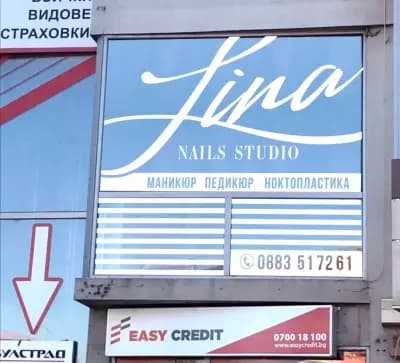 ВИДОВЕ
СТРАХОВКИ
Lina
NAILS STUDIO
МАНИКЮР ПЕДИКЮР НОКТОПЛАСТИКА
0883 517261
EASY CREDIT
0700 18 100
www.easycredit.bg
БУЛСТРАД